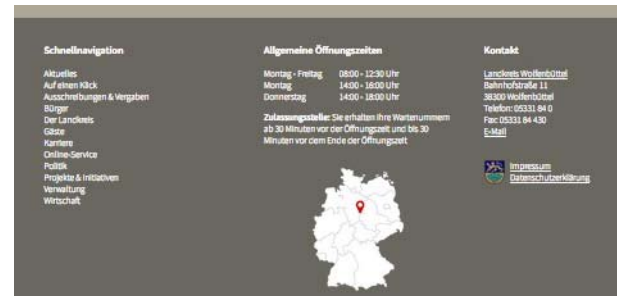 Schnellnavigation
Aktuelles
Auf einen Klick
Ausschreibungen & Vergaben
Bürger
Der Landkreis
Gäste
Karriere
Online-Service
Politik
Projekte & Initiativen
Verwaltung
Wirtschaft
Allgemeine Öffnungszeiten
Montag - Freitag 08:00 - 12:30 Uhr
Montag 14:00 - 16:00 Uhr
Donnerstag 14:00 - 18:00 Uhr
Zulassungsstelle: Sie erhalten Ihre Wartenummern
ab 30 Minuten vor der Öffnungszeit und bis 30
Minuten vor dem Ende der Öffnungszeit
Kontakt
Landkreis Wolfenbüttel
Bahnhofstraße 11
38300 Wolfenbüttel
Telefon: 05331 84 0
Fax: 05331 84 430
E-Mail
Impressum
Datenschutzerklärung